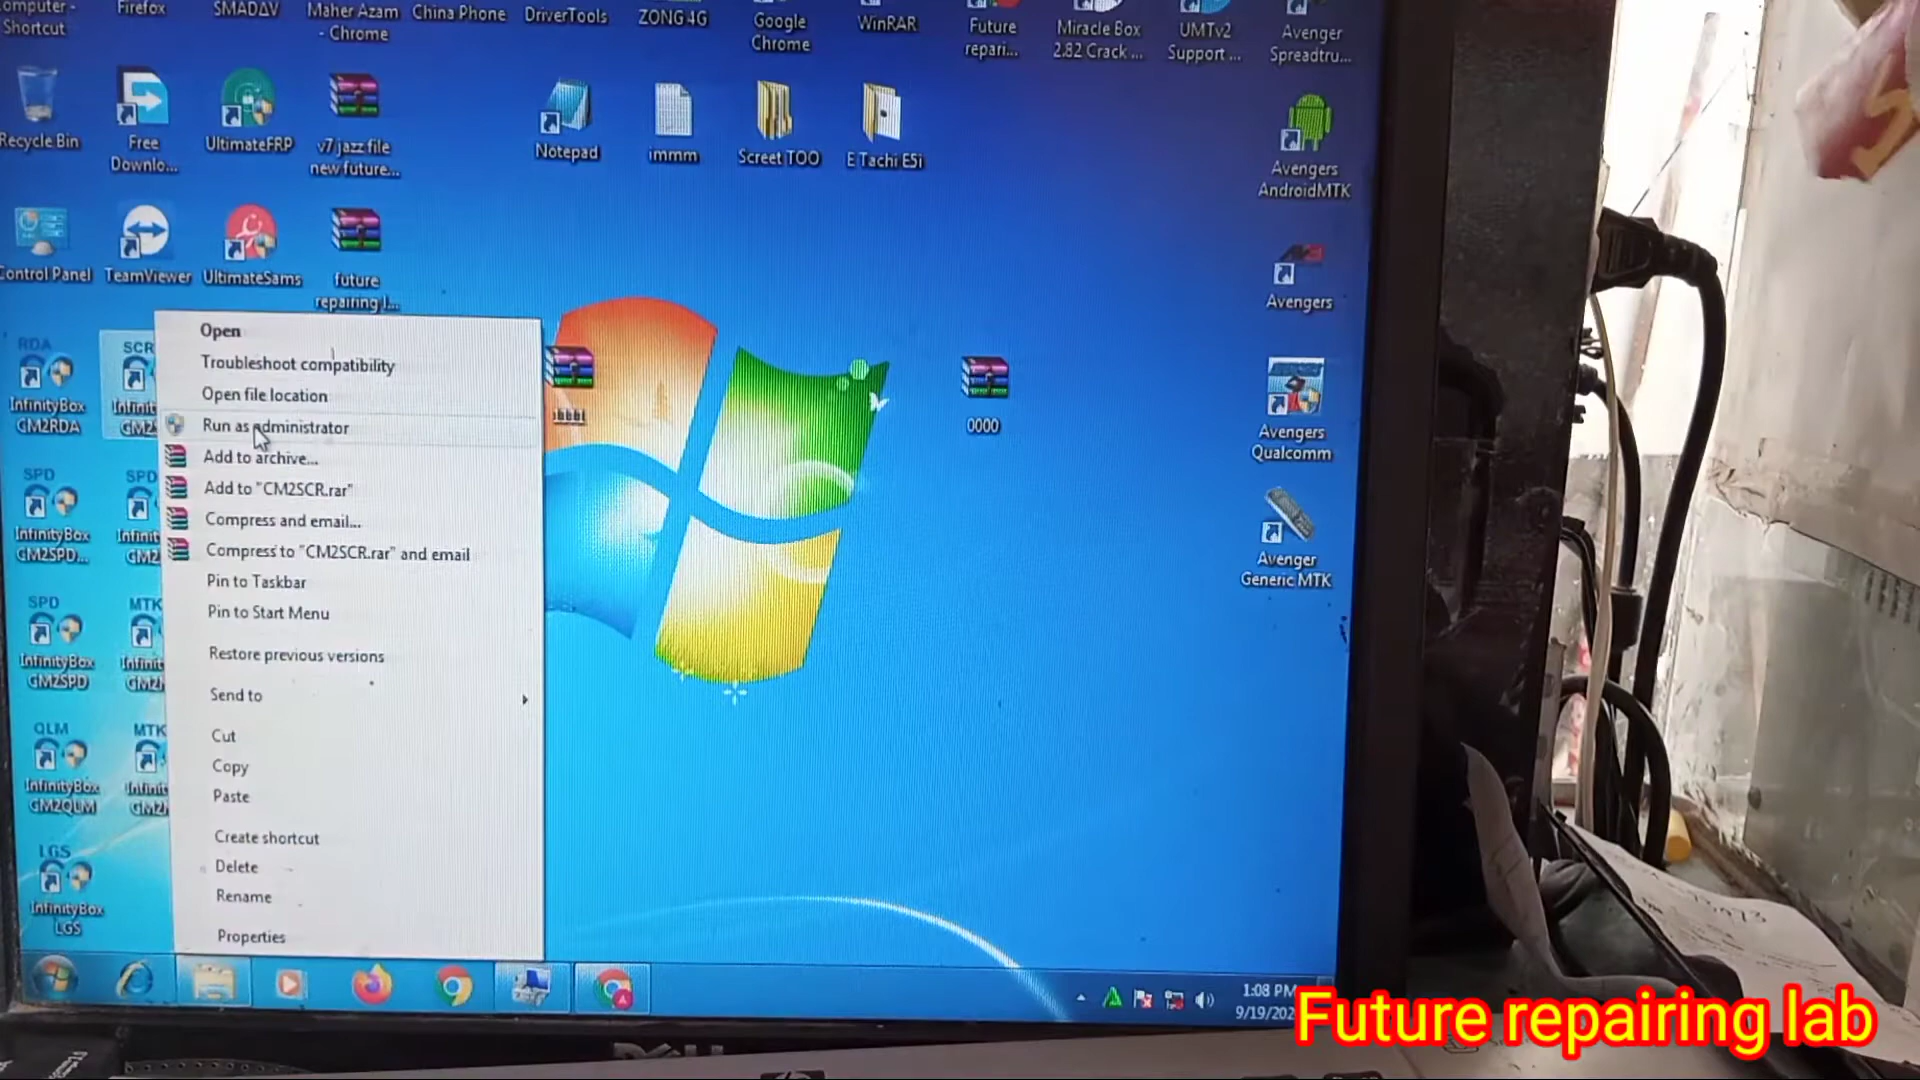 Shortcut
Firefox
SMADAV
Maher Azam
- Chrome
China Phone
DriverTools
ZONG 4G
Google
Chrome
WinRAR
Future
repari...
Miracle Box
2.82 Crack ...
UMTv2
Support ...
Avenger
Spreadtru...
Recycle Bin
Free
Downlo...
UltimateFRP
v7 jazz file
new future...
Notepad
immm
Screet TOO
E Tachi E5i
Avengers
AndroidMTK
Control Panel
TeamViewer
UltimateSams
future
repairing l...
Avengers
RDA
InfinityBox
CM2RDA
SCR
Infinit
CM2S
0000
Avengers
Qualcomm
SPD
InfinityBox
CM2SPD...
SPD
Infinit
CM2
Avenger
Generic MTK
SPD
InfinityBox
CM2SPD
MTK
Infinit
QLM
InfinityBox
CM2QLM
MTK
Infinit
LGS
InfinityBox
LGS
Open
Troubleshoot compatibility
Open file location
Run as administrator
Add to archive...
Add to "CM2SCR.rar"
Compress and email...
Compress to "CM2SCR.rar" and email
Pin to Taskbar
Pin to Start Menu
Restore previous versions
Send to
Cut
Copy
Paste
Create shortcut
Delete
Rename
Properties
1:08 PM
Future repairing lab